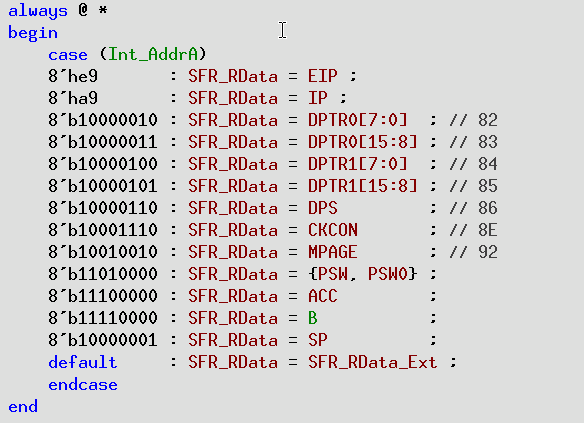 always @ *
begin
    case (Int_AddrA)
    8'he9      : SFR_RData = EIP ;
    8'ha9      : SFR_RData = IP ;
    8'b10000010 : SFR_RData = DPTR0[7:0]  ; // 82
    8'b10000011 : SFR_RData = DPTR0[15:8] ; // 83
    8'b10000100 : SFR_RData = DPTR1[7:0]  ; // 84
    8'b10000101 : SFR_RData = DPTR1[15:8] ; // 85
    8'b10000110 : SFR_RData = DPS         ; // 86
    8'b10001110 : SFR_RData = CKCON       ; // 8E
    8'b10010010 : SFR_RData = MPAGE       ; // 92
    8'b11010000 : SFR_RData = {PSW, PSW0} ;
    8'b11100000 : SFR_RData = ACC         ;
    8'b11110000 : SFR_RData = B           ;
    8'b10000001 : SFR_RData = SP          ;
    default     : SFR_RData = SFR_RData_Ext ;
    endcase
end